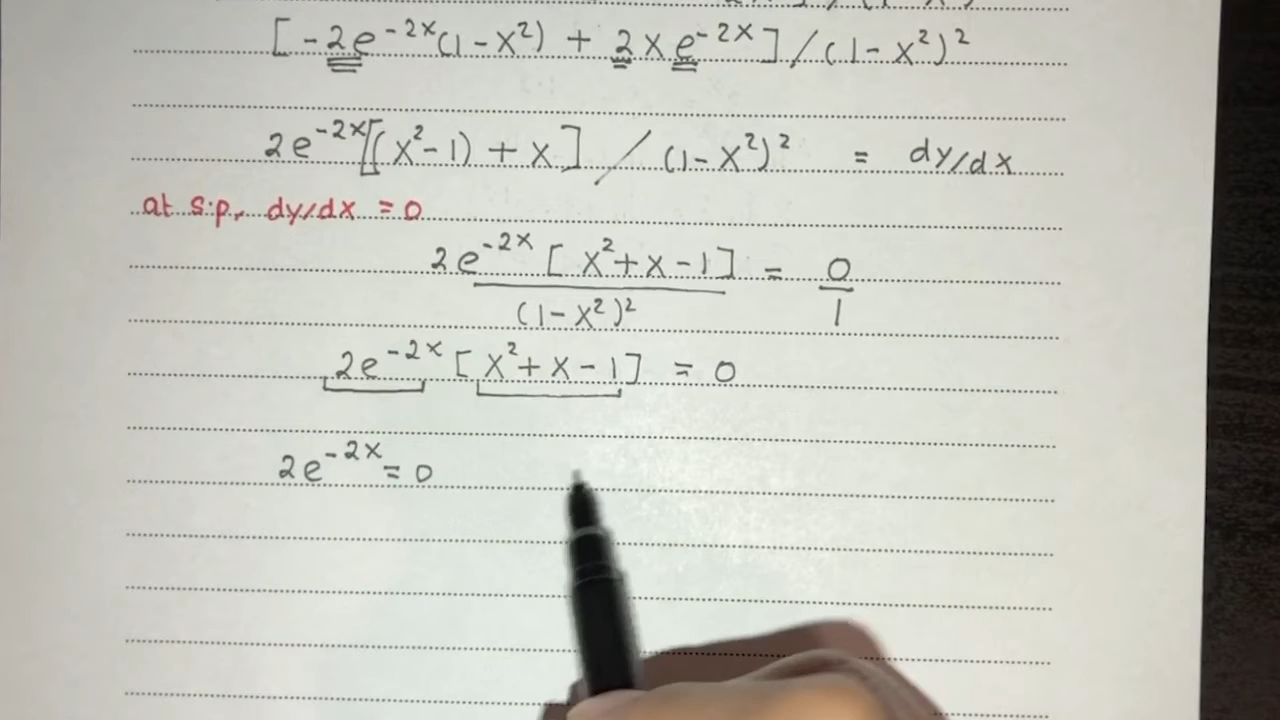 [-2e^{-2x}(1-x²) + 2xe^{-2x}]/(1-x²)²
2e^{-2x}[(x²-1)+x] / (1-x²)² = dy/dx
at s.p, dy/dx = 0
2e^{-2x} [x²+x-1] = 0
(1-x²)² 1
2e^{-2x} [x²+x-1] = 0
2e^{-2x} = 0